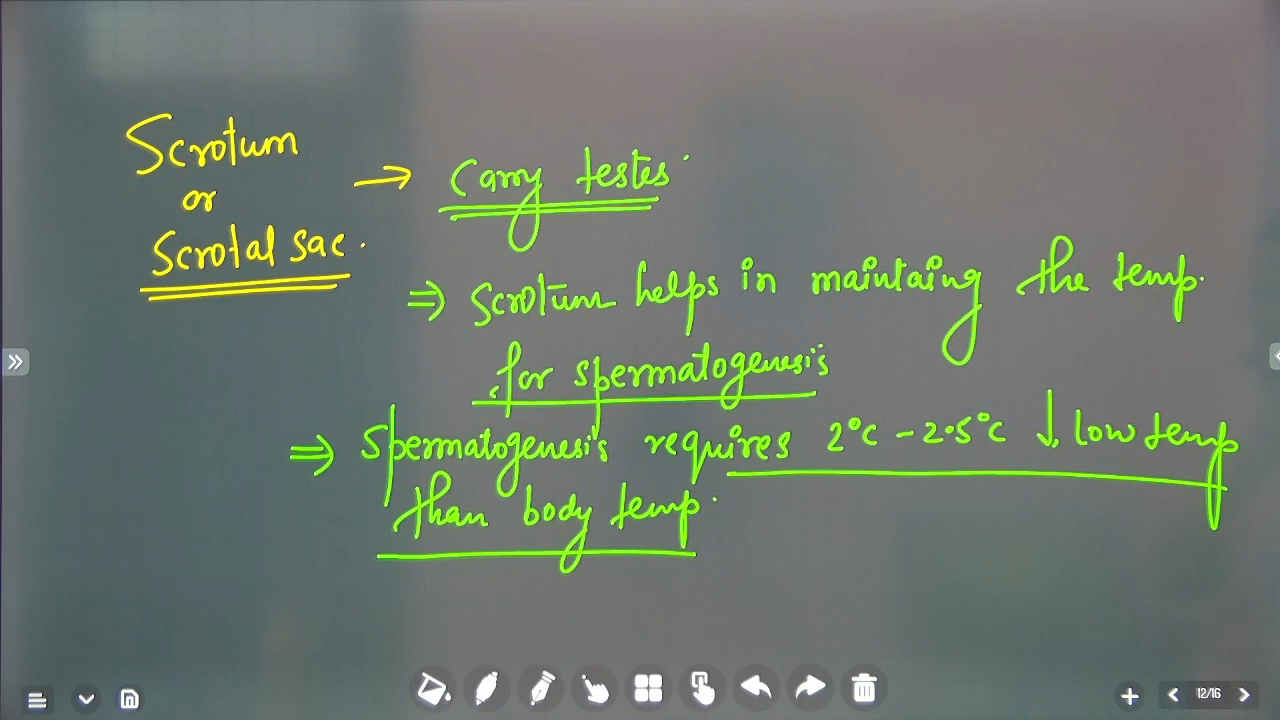 Scrotum
or
Scrotal sac.
→ Carry testes.
⇒ Scrotum helps in maintaing the temp.
for spermatogenesis
⇒ Spermatogenesis requires 2°c - 2.5°c ↓ low temp
than body temp.
12/16